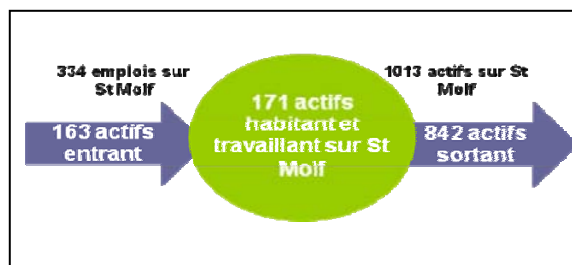 334 emplois sur
St Molf
163 actifs
entrant
171 actifs
habitant et
travaillant sur St
Molf
1013 actifs sur St
Molf
842 actifs
sortant